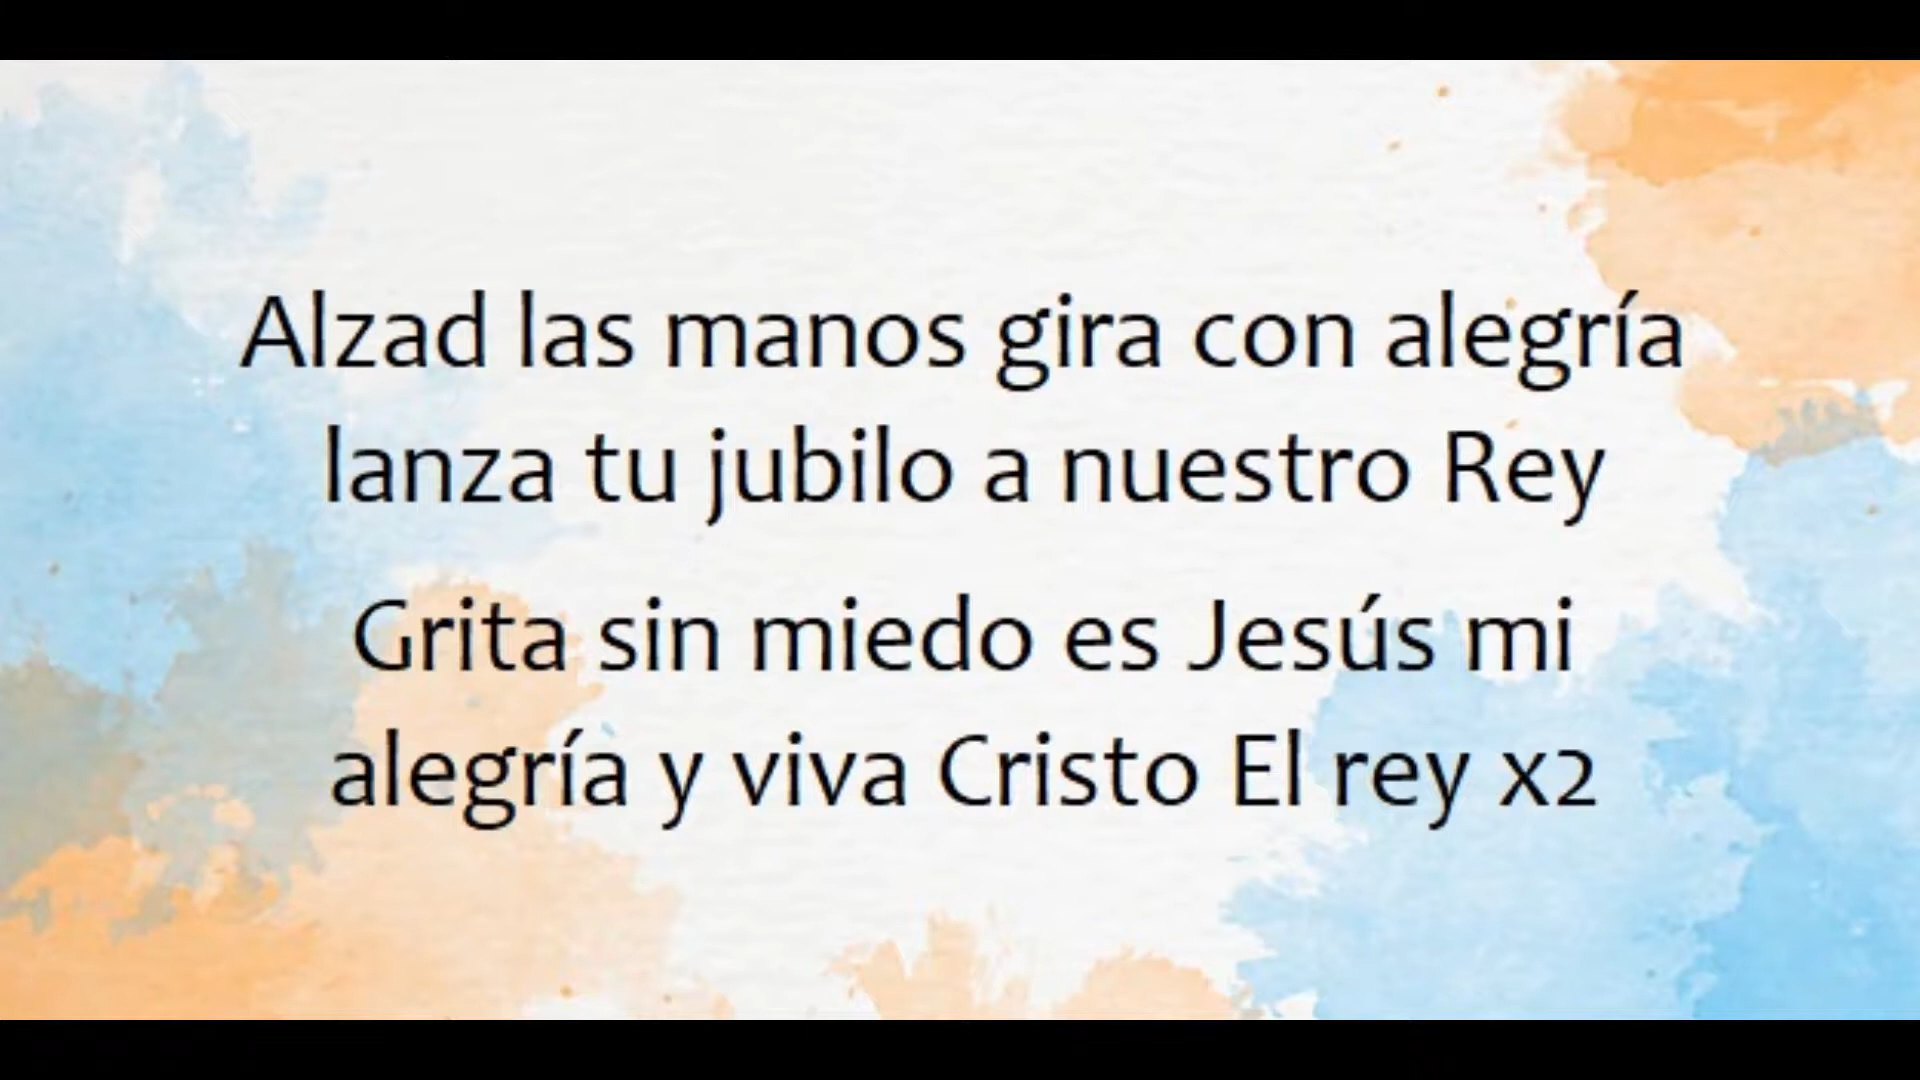 Alzad las manos gira con alegría
lanza tu jubilo a nuestro Rey
Grita sin miedo es Jesús mi
alegría y viva Cristo El rey x2